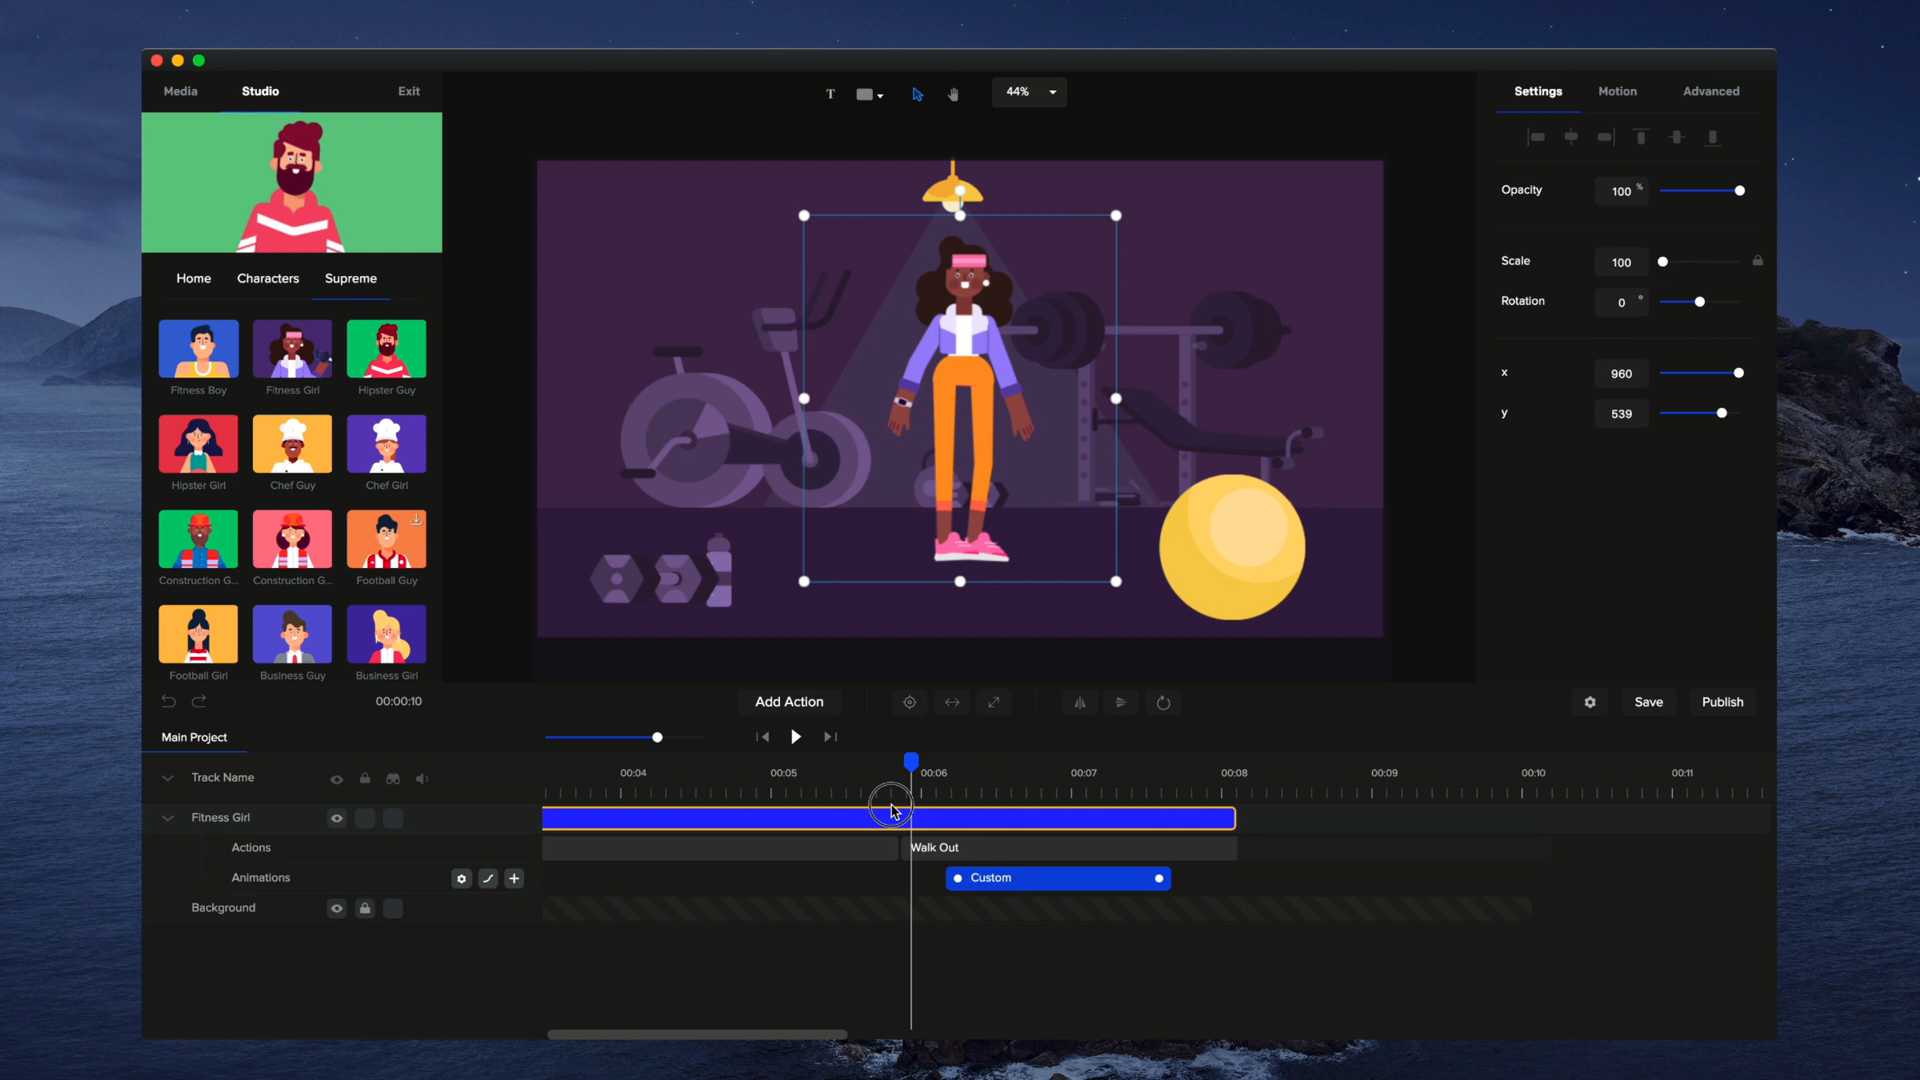 Media Studio Exit
T 44%
Settings Motion Advanced
Opacity 100 %
Scale 100
Rotation 0 °
x 960
y 539
Home Characters Supreme
Fitness Boy Fitness Girl Hipster Guy
Hipster Girl Chef Guy Chef Girl
Construction G... Construction G... Football Guy
Football Girl Business Guy Business Girl
00:00:10 Add Action Save Publish
Main Project
Track Name 00:04 00:05 00:06 00:07 00:08 00:09 00:10 00:11
Fitness Girl
Actions Walk Out
Animations Custom
Background